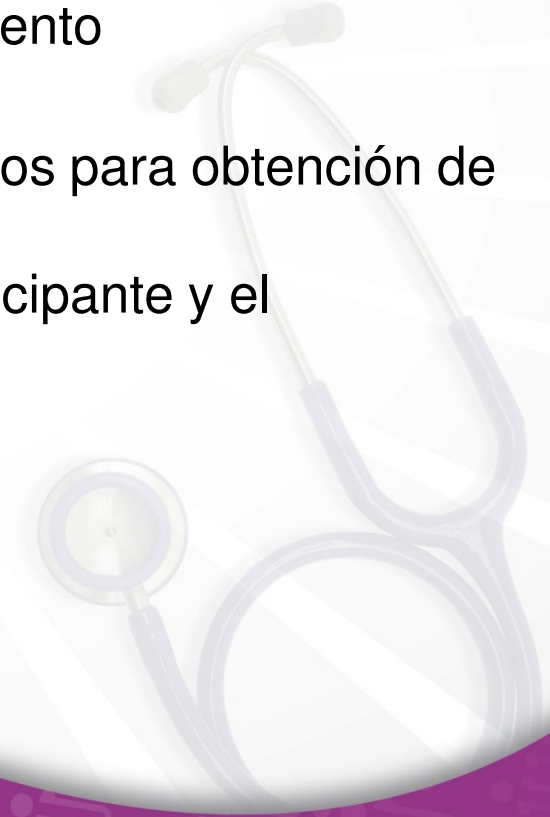 ento
os para obtención de
cipante y el